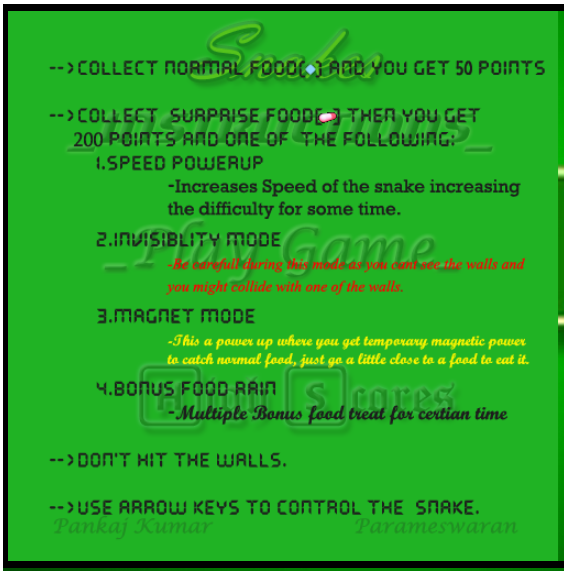 Snakes
-->COLLECT NORMAL FOOD( ) AND YOU GET 50 POINTS
-->COLLECT SURPRISE FOOD( ) THEN YOU GET
_Instructions_
200 POINTS AND ONE OF THE FOLLOWING:
1.SPEED POWERUP
-Increases Speed of the snake increasing
the difficulty for some time.
2.INVISIBLITY MODE
_Play Game_
-Be carefull during this mode as you cant see the walls and
you might collide with one of the walls.
3.MAGNET MODE
-This a power up where you get temporary magnetic power
to catch normal food, just go a little close to a food to eat it.
4.BONUS FOOD RAIN
Scores
-Multiple Bonus food treat for certian time
-->DON'T HIT THE WALLS.
-->USE ARROW KEYS TO CONTROL THE SNAKE.
Pankaj Kumar Parameswaran